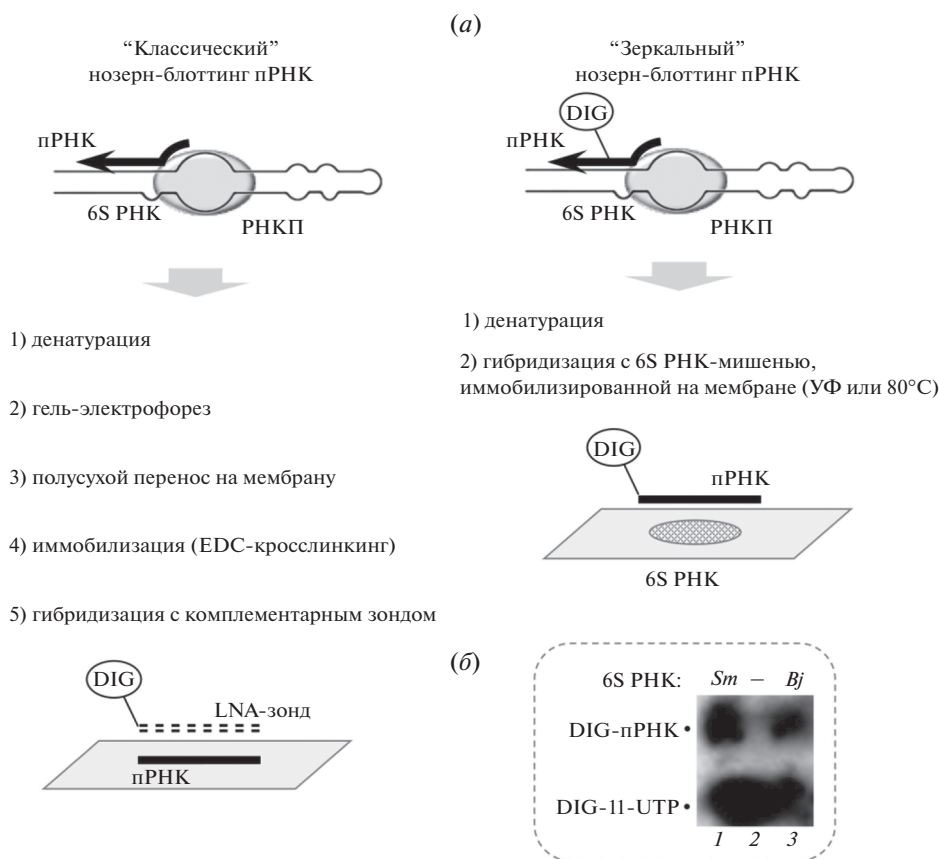 (а)
“Классический”
нозерн-блоттинг пРНК
пРНК
6S РНК
РНКП
1) денатурация
2) гель-электрофорез
3) полусухой перенос на мембрану
4) иммобилизация (EDC-кросслинкинг)
5) гибридизация с комплементарным зондом
DIG
LNA-зонд
пРНК
“Зеркальный”
нозерн-блоттинг пРНК
DIG
пРНК
6S РНК
РНКП
1) денатурация
2) гибридизация с 6S РНК-мишенью,
иммобилизированной на мембране (УФ или 80°C)
DIG
пРНК
6S РНК
(б)
6S РНК: Sm – Bj
DIG-пРНК •
DIG-11-UTP •
1 2 3